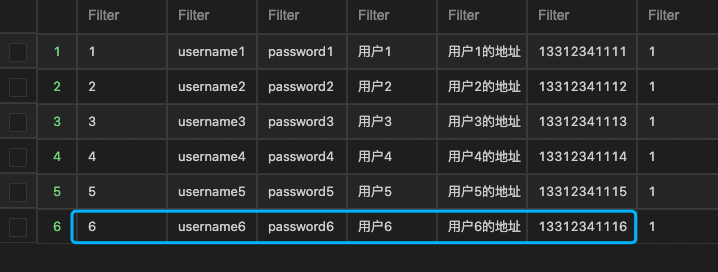 Filter Filter Filter Filter Filter Filter Filter
1 1 username1 password1 用户1 用户1的地址 13312341111 1
2 2 username2 password2 用户2 用户2的地址 13312341112 1
3 3 username3 password3 用户3 用户3的地址 13312341113 1
4 4 username4 password4 用户4 用户4的地址 13312341114 1
5 5 username5 password5 用户5 用户5的地址 13312341115 1
6 6 username6 password6 用户6 用户6的地址 13312341116 1